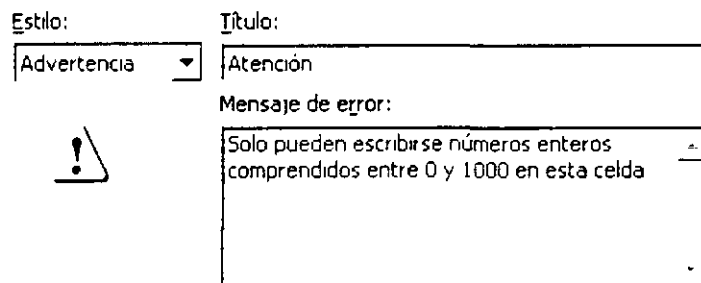 Estilo:
Título:
Advertencia
Atención
Mensaje de error:
Solo pueden escribirse números enteros
comprendidos entre 0 y 1000 en esta celda